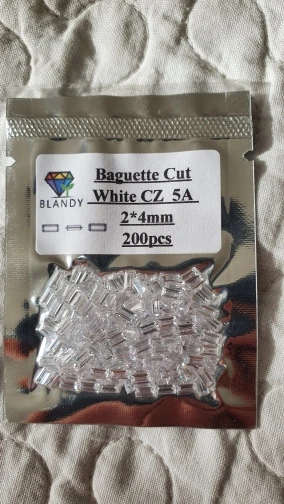 Baguette Cut
White CZ 5A
2*4mm
200pcs
BLANDY